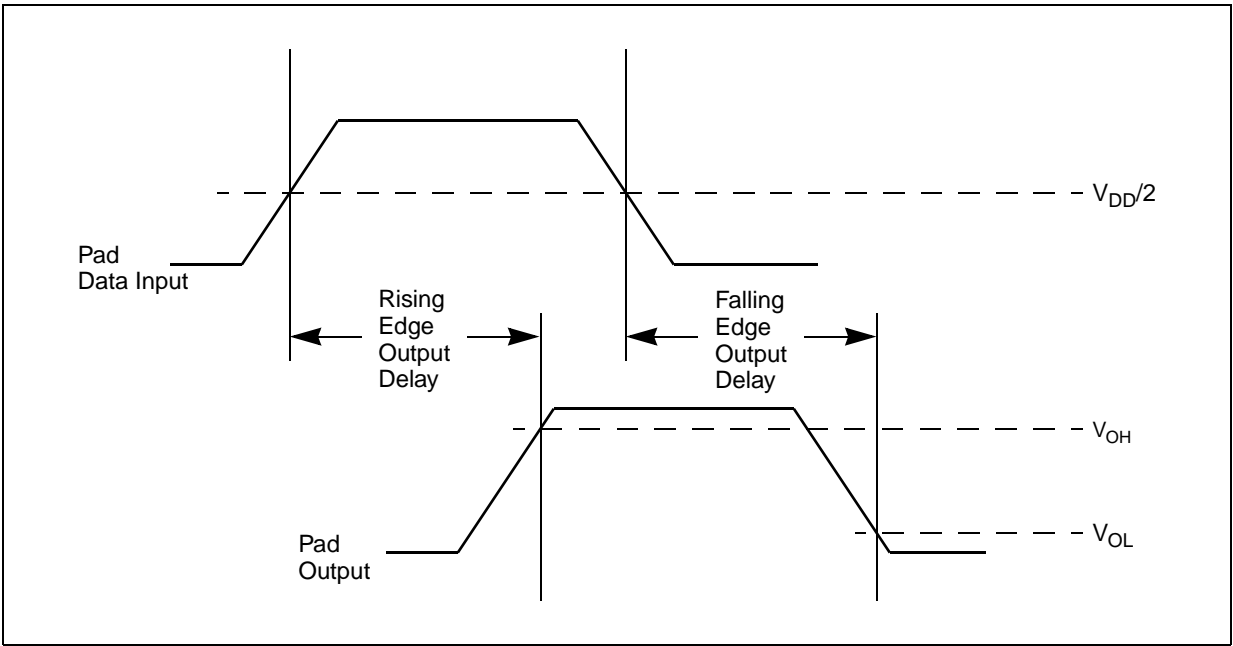 V_DD/2
Pad
Data Input
Rising
Edge
Output
Delay
Falling
Edge
Output
Delay
V_OH
V_OL
Pad
Output